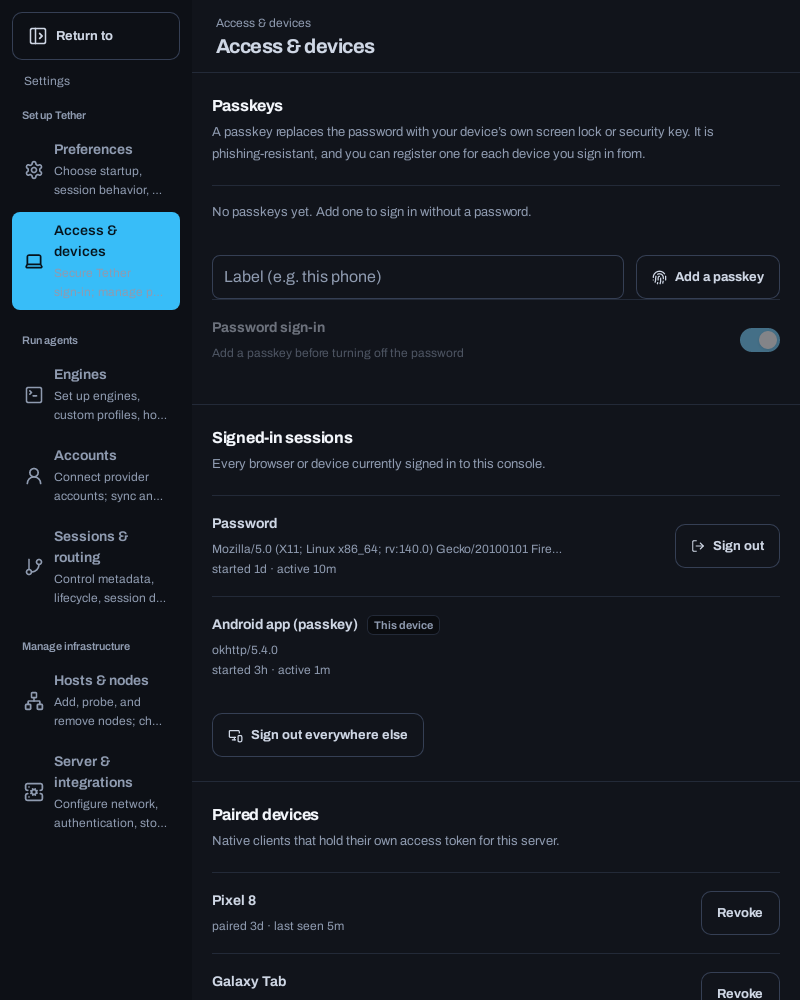 Return to
Settings
Set up Tether
Preferences
Choose startup,
session behavior, ...
Access &
devices
Run agents
Engines
Set up engines,
custom profiles, ho...
Accounts
Connect provider
accounts; sync an...
Sessions &
routing
Control metadata,
lifecycle, session d...
Manage infrastructure
Hosts & nodes
Add, probe, and
remove nodes; ch...
Server &
integrations
Configure network,
authentication, sto...
Access & devices
Access & devices
Passkeys
A passkey replaces the password with your device's own screen lock or security key. It is
phishing-resistant, and you can register one for each device you sign in from.
No passkeys yet. Add one to sign in without a password.
Label (e.g. this phone)
Add a passkey
Password sign-in
Add a passkey before turning off the password
Signed-in sessions
Every browser or device currently signed in to this console.
Password
Mozilla/5.0 (X11; Linux x86_64; rv:140.0) Gecko/20100101 Fire...
started 1d · active 10m
Sign out
Android app (passkey) This device
okhttp/5.4.0
started 3h · active 1m
Sign out everywhere else
Paired devices
Native clients that hold their own access token for this server.
Pixel 8
paired 3d · last seen 5m
Revoke
Galaxy Tab
Revoke